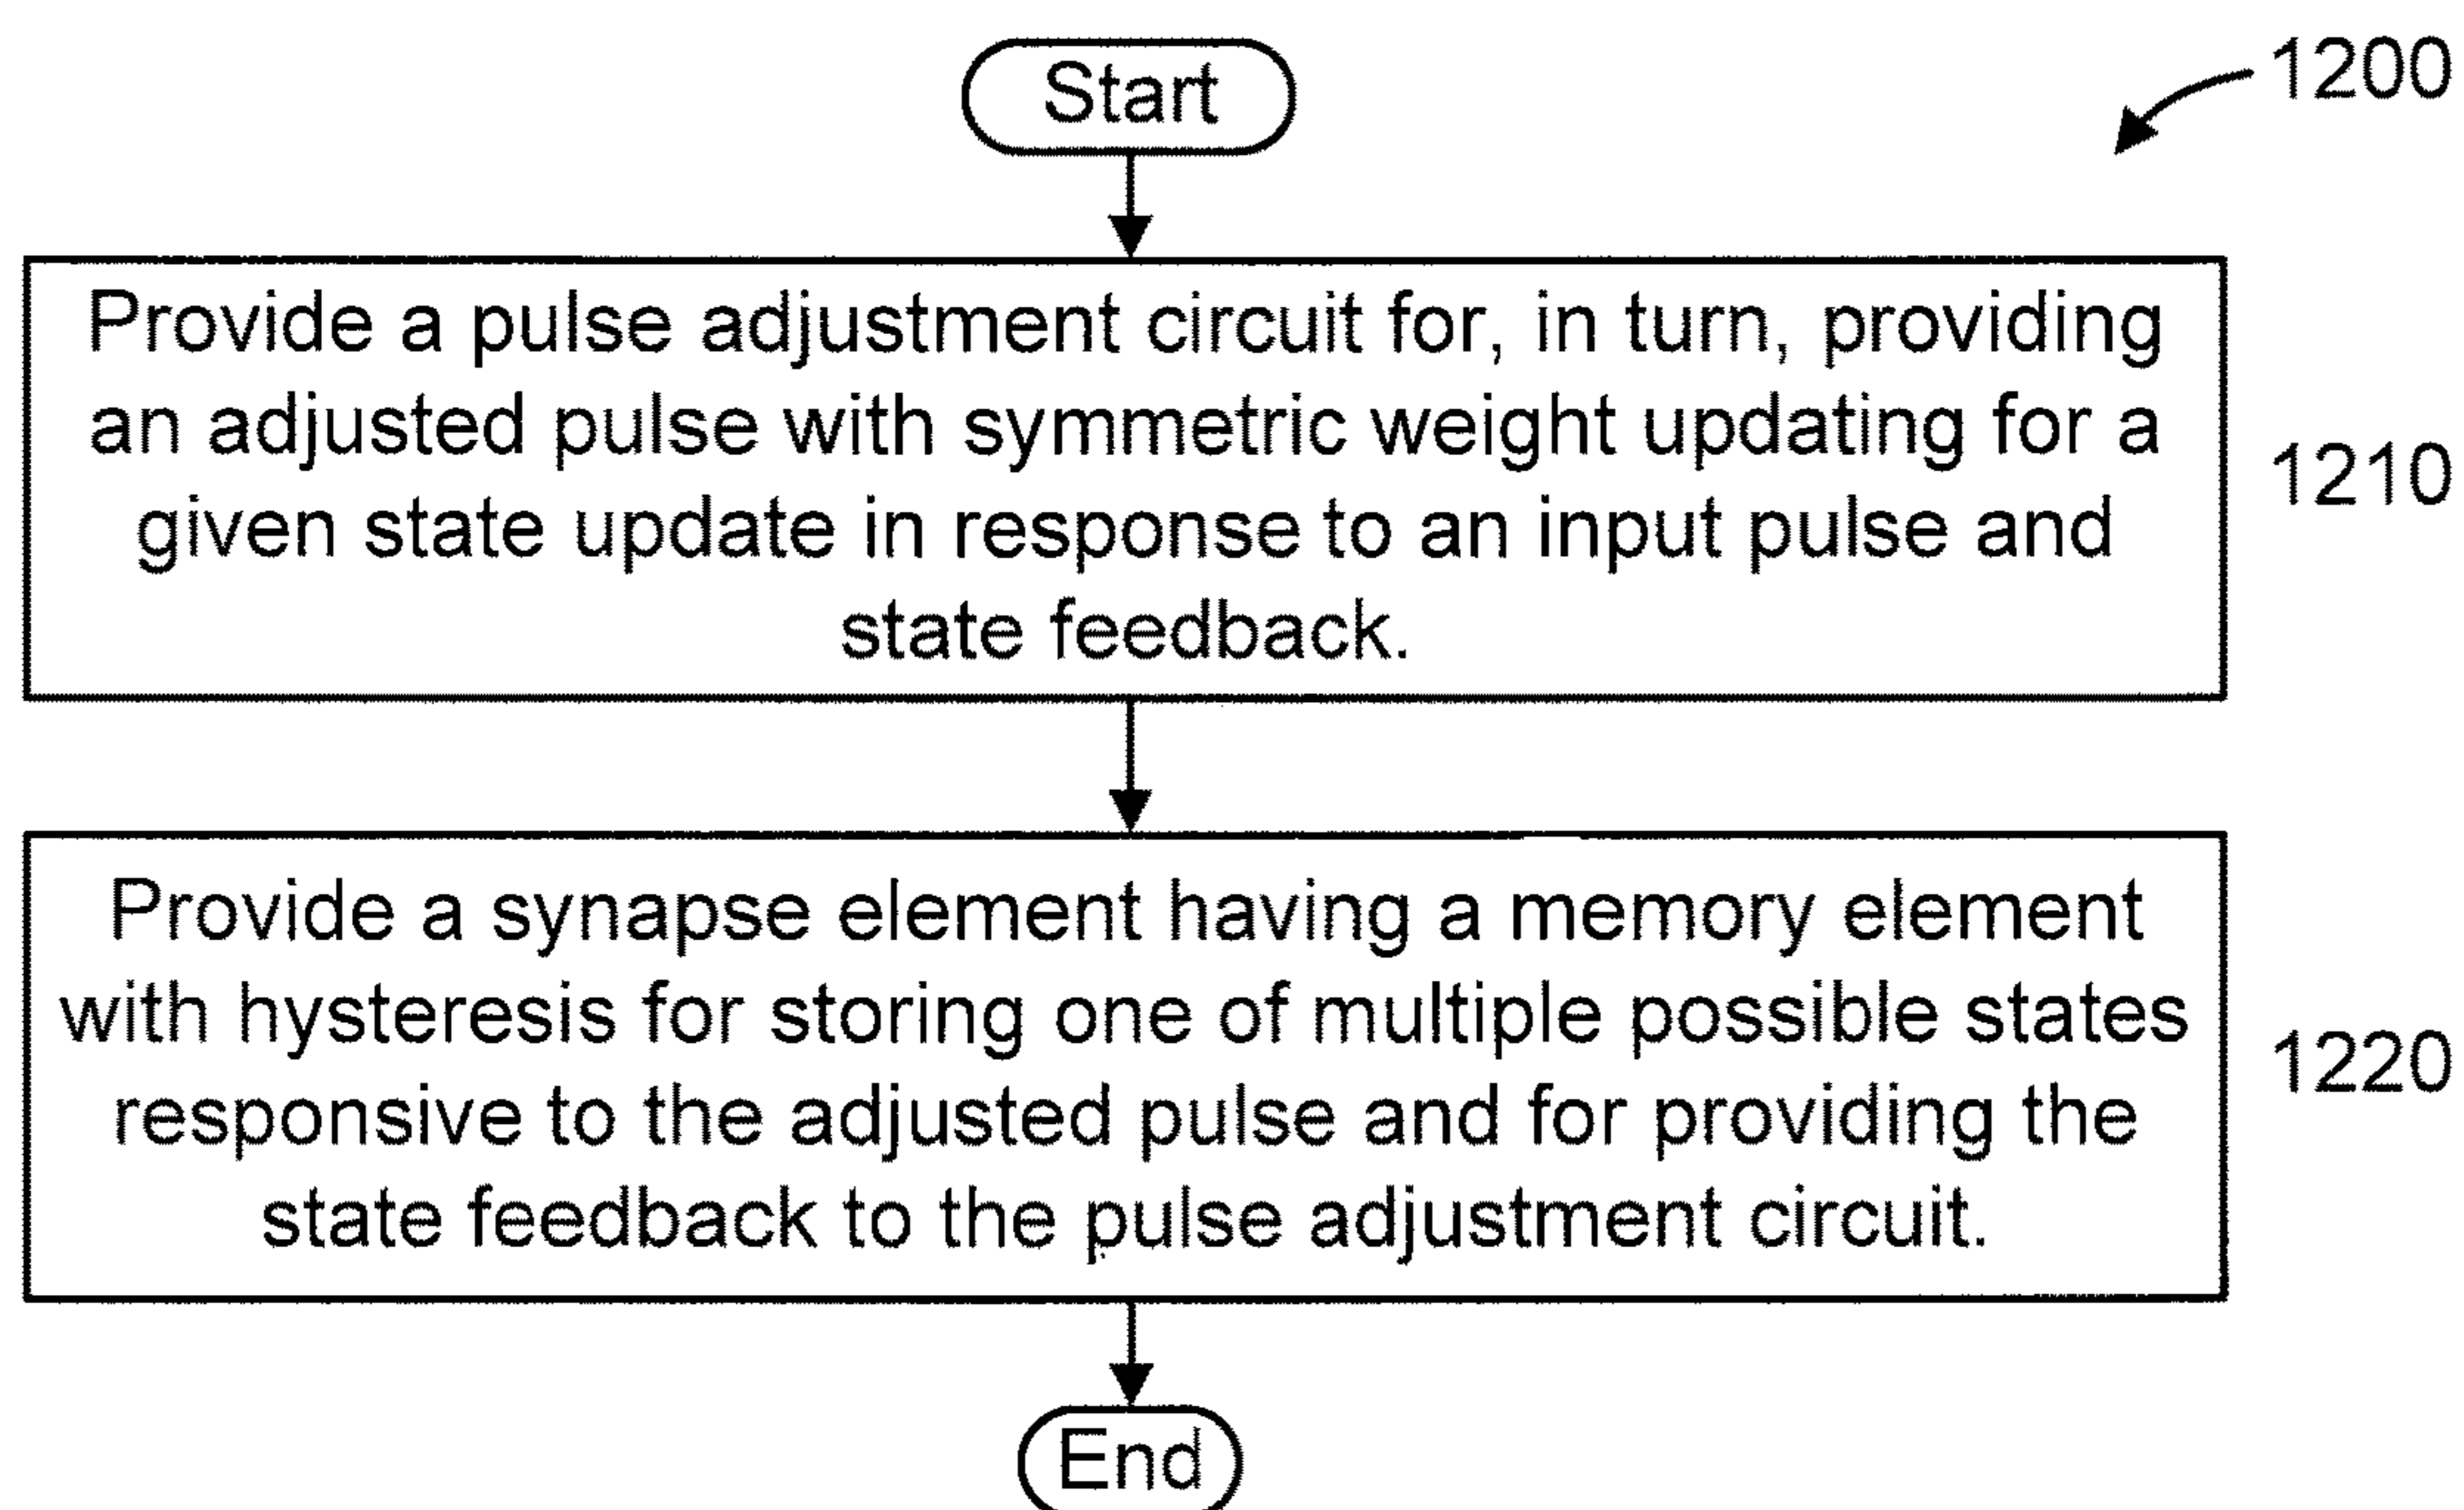 Start
1200
Provide a pulse adjustment circuit for, in turn, providing
an adjusted pulse with symmetric weight updating for a
given state update in response to an input pulse and
state feedback.
1210
Provide a synapse element having a memory element
with hysteresis for storing one of multiple possible states
responsive to the adjusted pulse and for providing the
state feedback to the pulse adjustment circuit.
1220
End